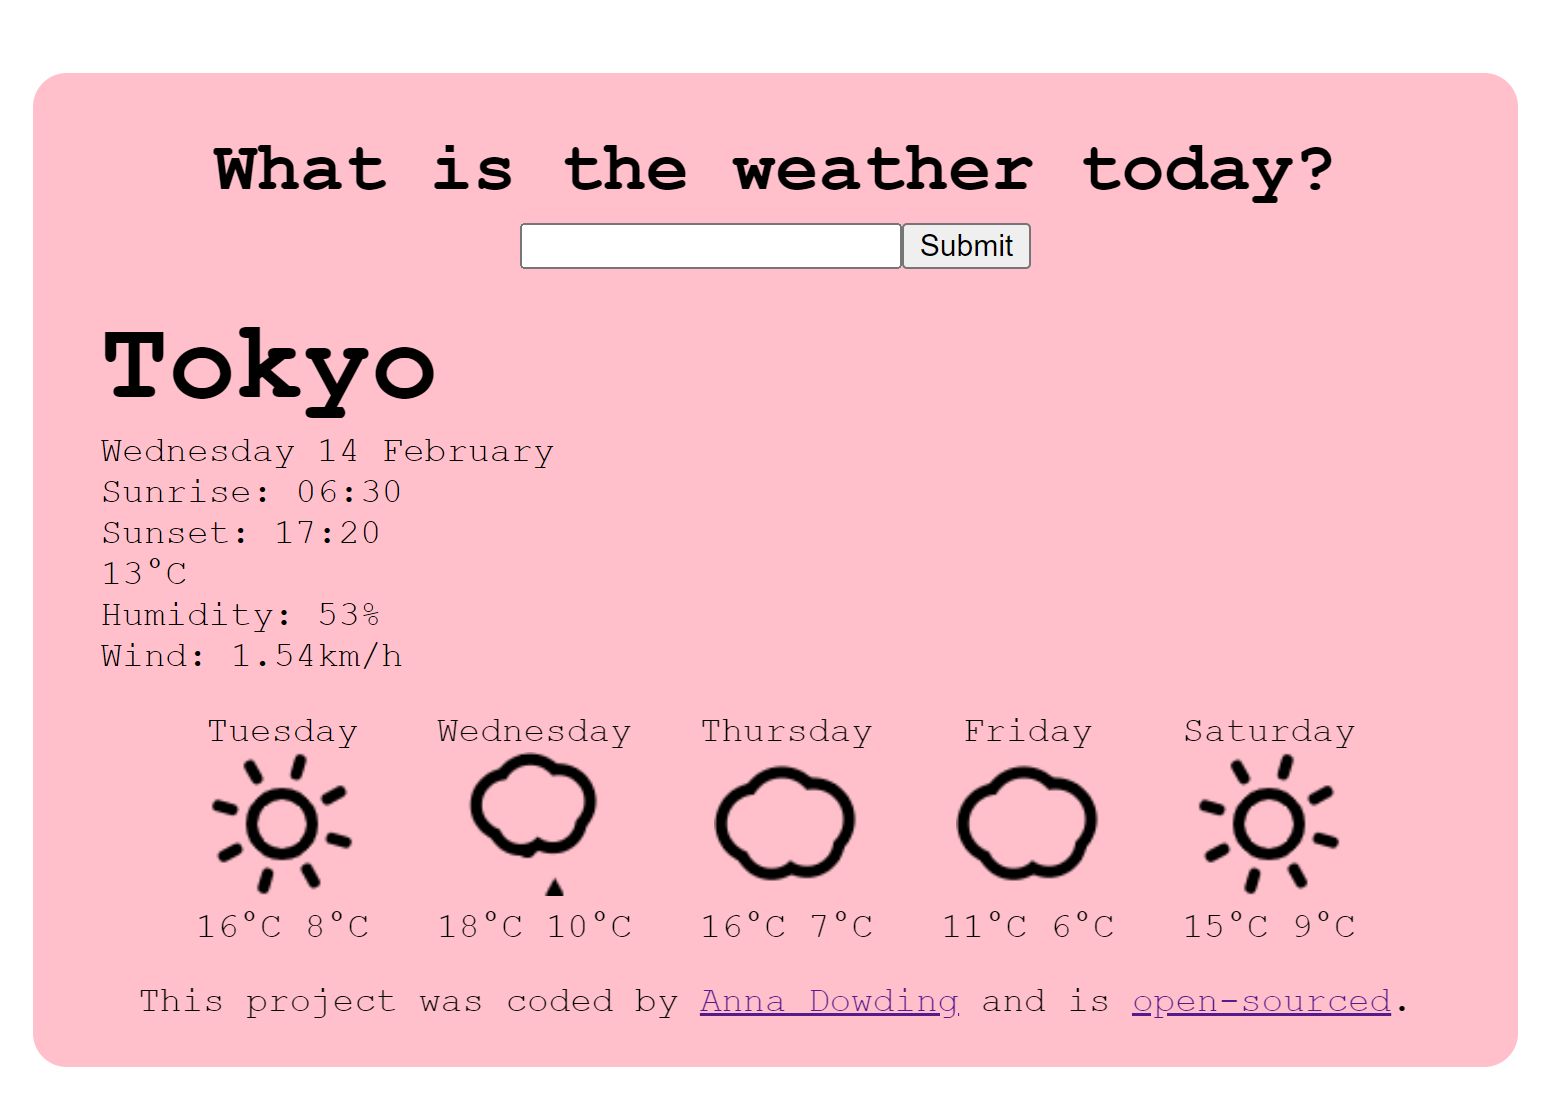 What is the weather today?
Submit
Tokyo
Wednesday 14 February
Sunrise: 06:30
Sunset: 17:20
13°C
Humidity: 53%
Wind: 1.54km/h
Tuesday Wednesday Thursday Friday Saturday
16°C 8°C 18°C 10°C 16°C 7°C 11°C 6°C 15°C 9°C
This project was coded by Anna Dowding and is open-sourced.